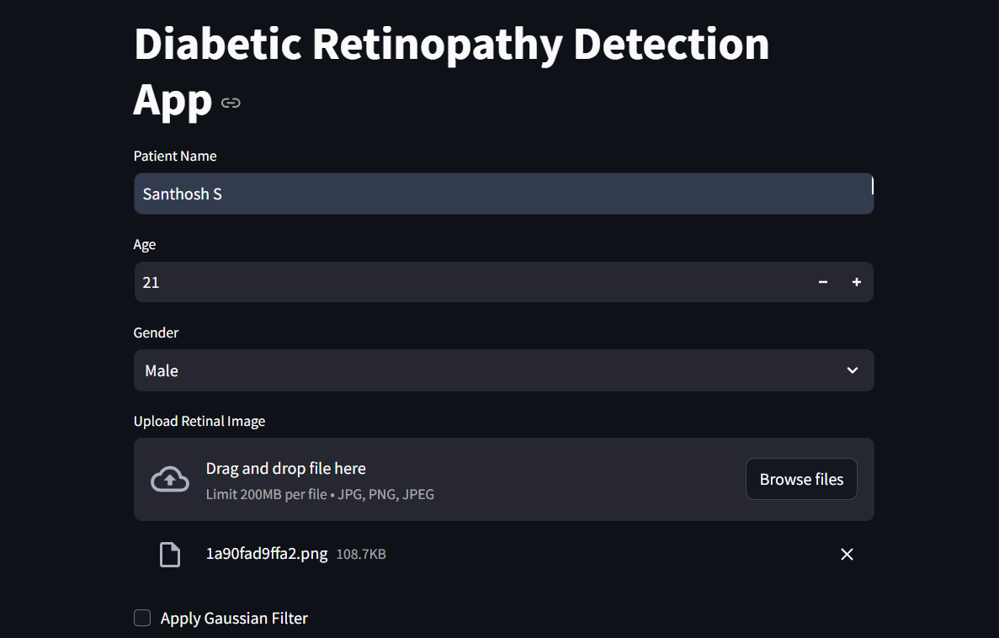 Diabetic Retinopathy Detection
App
Patient Name
Santhosh S
Age
21
Gender
Male
Upload Retinal Image
Drag and drop file here
Limit 200MB per file • JPG, PNG, JPEG
Browse files
1a90fad9ffa2.png 108.7KB
Apply Gaussian Filter